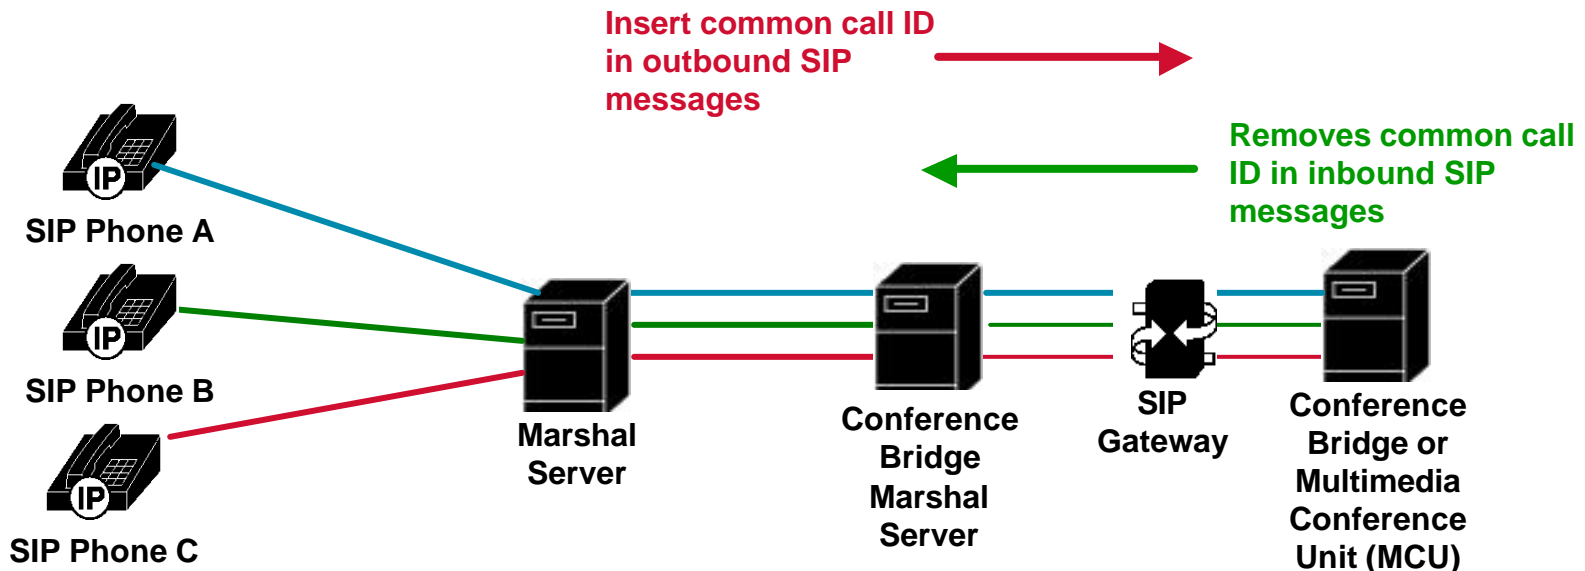 Insert common call ID
in outbound SIP
messages
Removes common call
ID in inbound SIP
messages
IP
SIP Phone A
IP
SIP Phone B
IP
SIP Phone C
Marshal
Server
Conference
Bridge
Marshal
Server
SIP
Gateway
Conference
Bridge or
Multimedia
Conference
Unit (MCU)